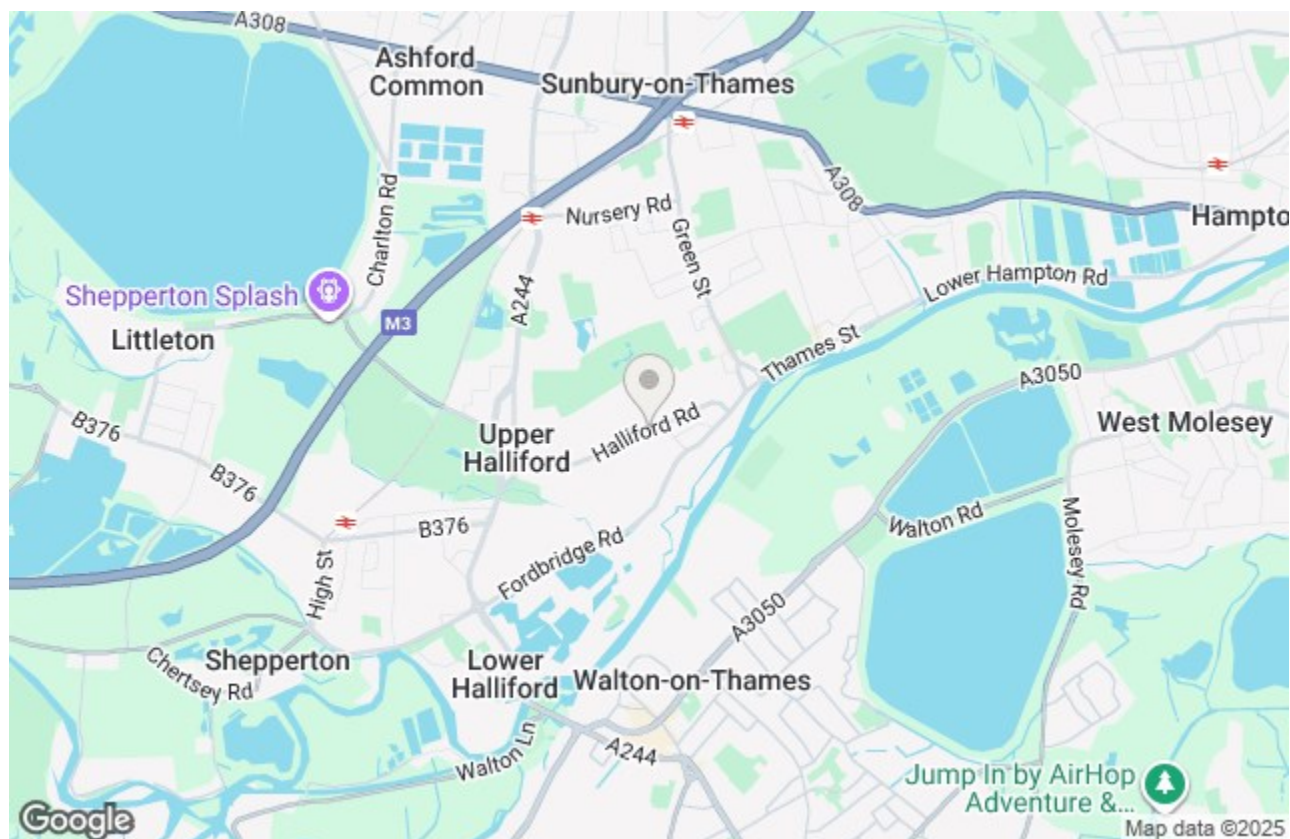 A308
Ashford
Common
Sunbury-on-Thames
A308
Hampto
Nursery Rd
Charlton Rd
Green St
Lower Hampton Rd
Shepperton Splash
A244
M3
Littleton
Thames St
A3050
B376
Upper
Halliford
Halliford Rd
West Molesey
B376
B376
Walton Rd
Molesey Rd
Fordbridge Rd
High St
A3050
Chertsey Rd
Shepperton
Lower
Halliford
Walton-on-Thames
Walton Ln
A244
Jump In by AirHop
Adventure &...
Google
Map data ©2025